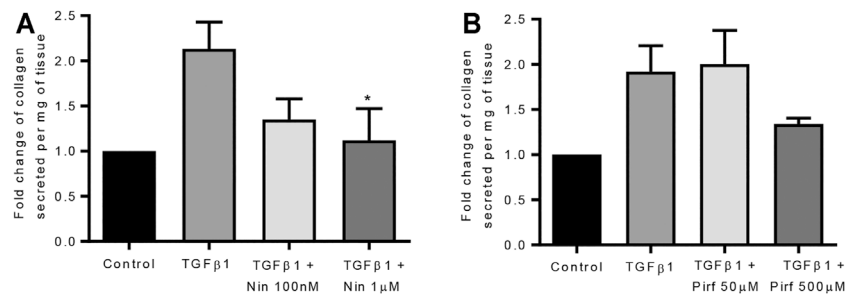 A
Fold change of collagen
secreted per mg of tissue
2.5
2.0
1.5
1.0
0.5
0.0
*
Control
TGFβ1
TGFβ1 +
Nin 100nM
TGFβ1 +
Nin 1μM
B
Fold change of collagen
secreted per mg of tissue
2.5
2.0
1.5
1.0
0.5
0.0
Control
TGFβ1
TGFβ1 +
Pirf 50μM
TGFβ1 +
Pirf 500μM